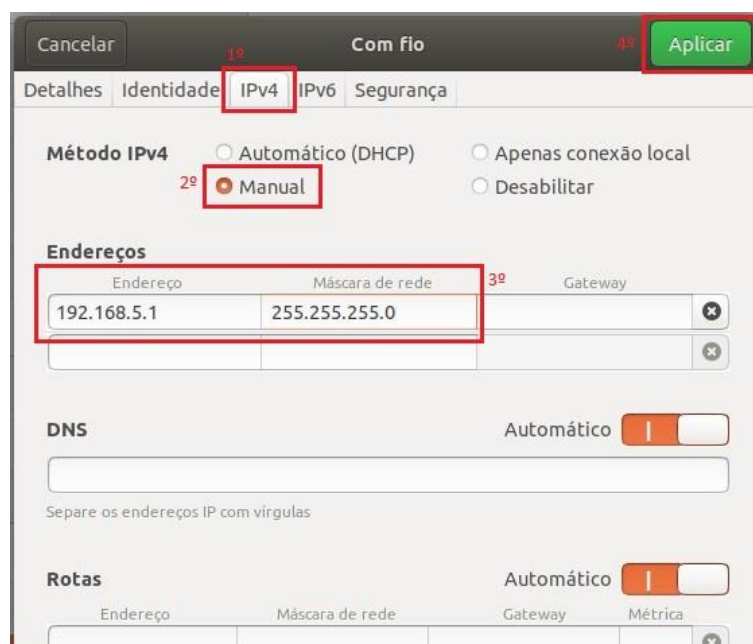 Cancelar 1º Com fio 4º Aplicar
Detalhes Identidade IPv4 IPv6 Segurança
Método IPv4 Automático (DHCP) Apenas conexão local
2º Manual Desabilitar
Endereços
Endereço Máscara de rede 3º Gateway
192.168.5.1 255.255.255.0
DNS Automático
Separe os endereços IP com vírgulas
Rotas Automático
Endereço Máscara de rede Gateway Métrica